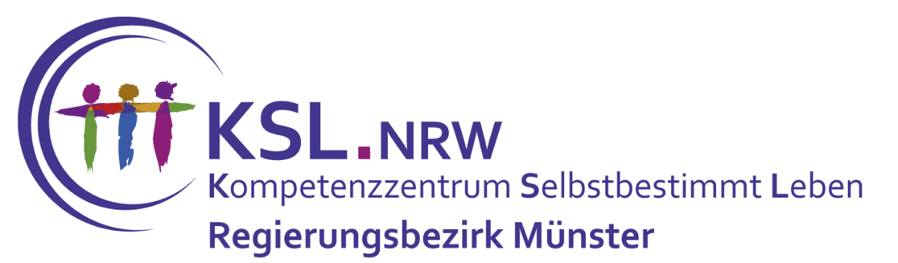 KSL.NRW
Kompetenzzentrum Selbstbestimmt Leben
Regierungsbezirk Münster